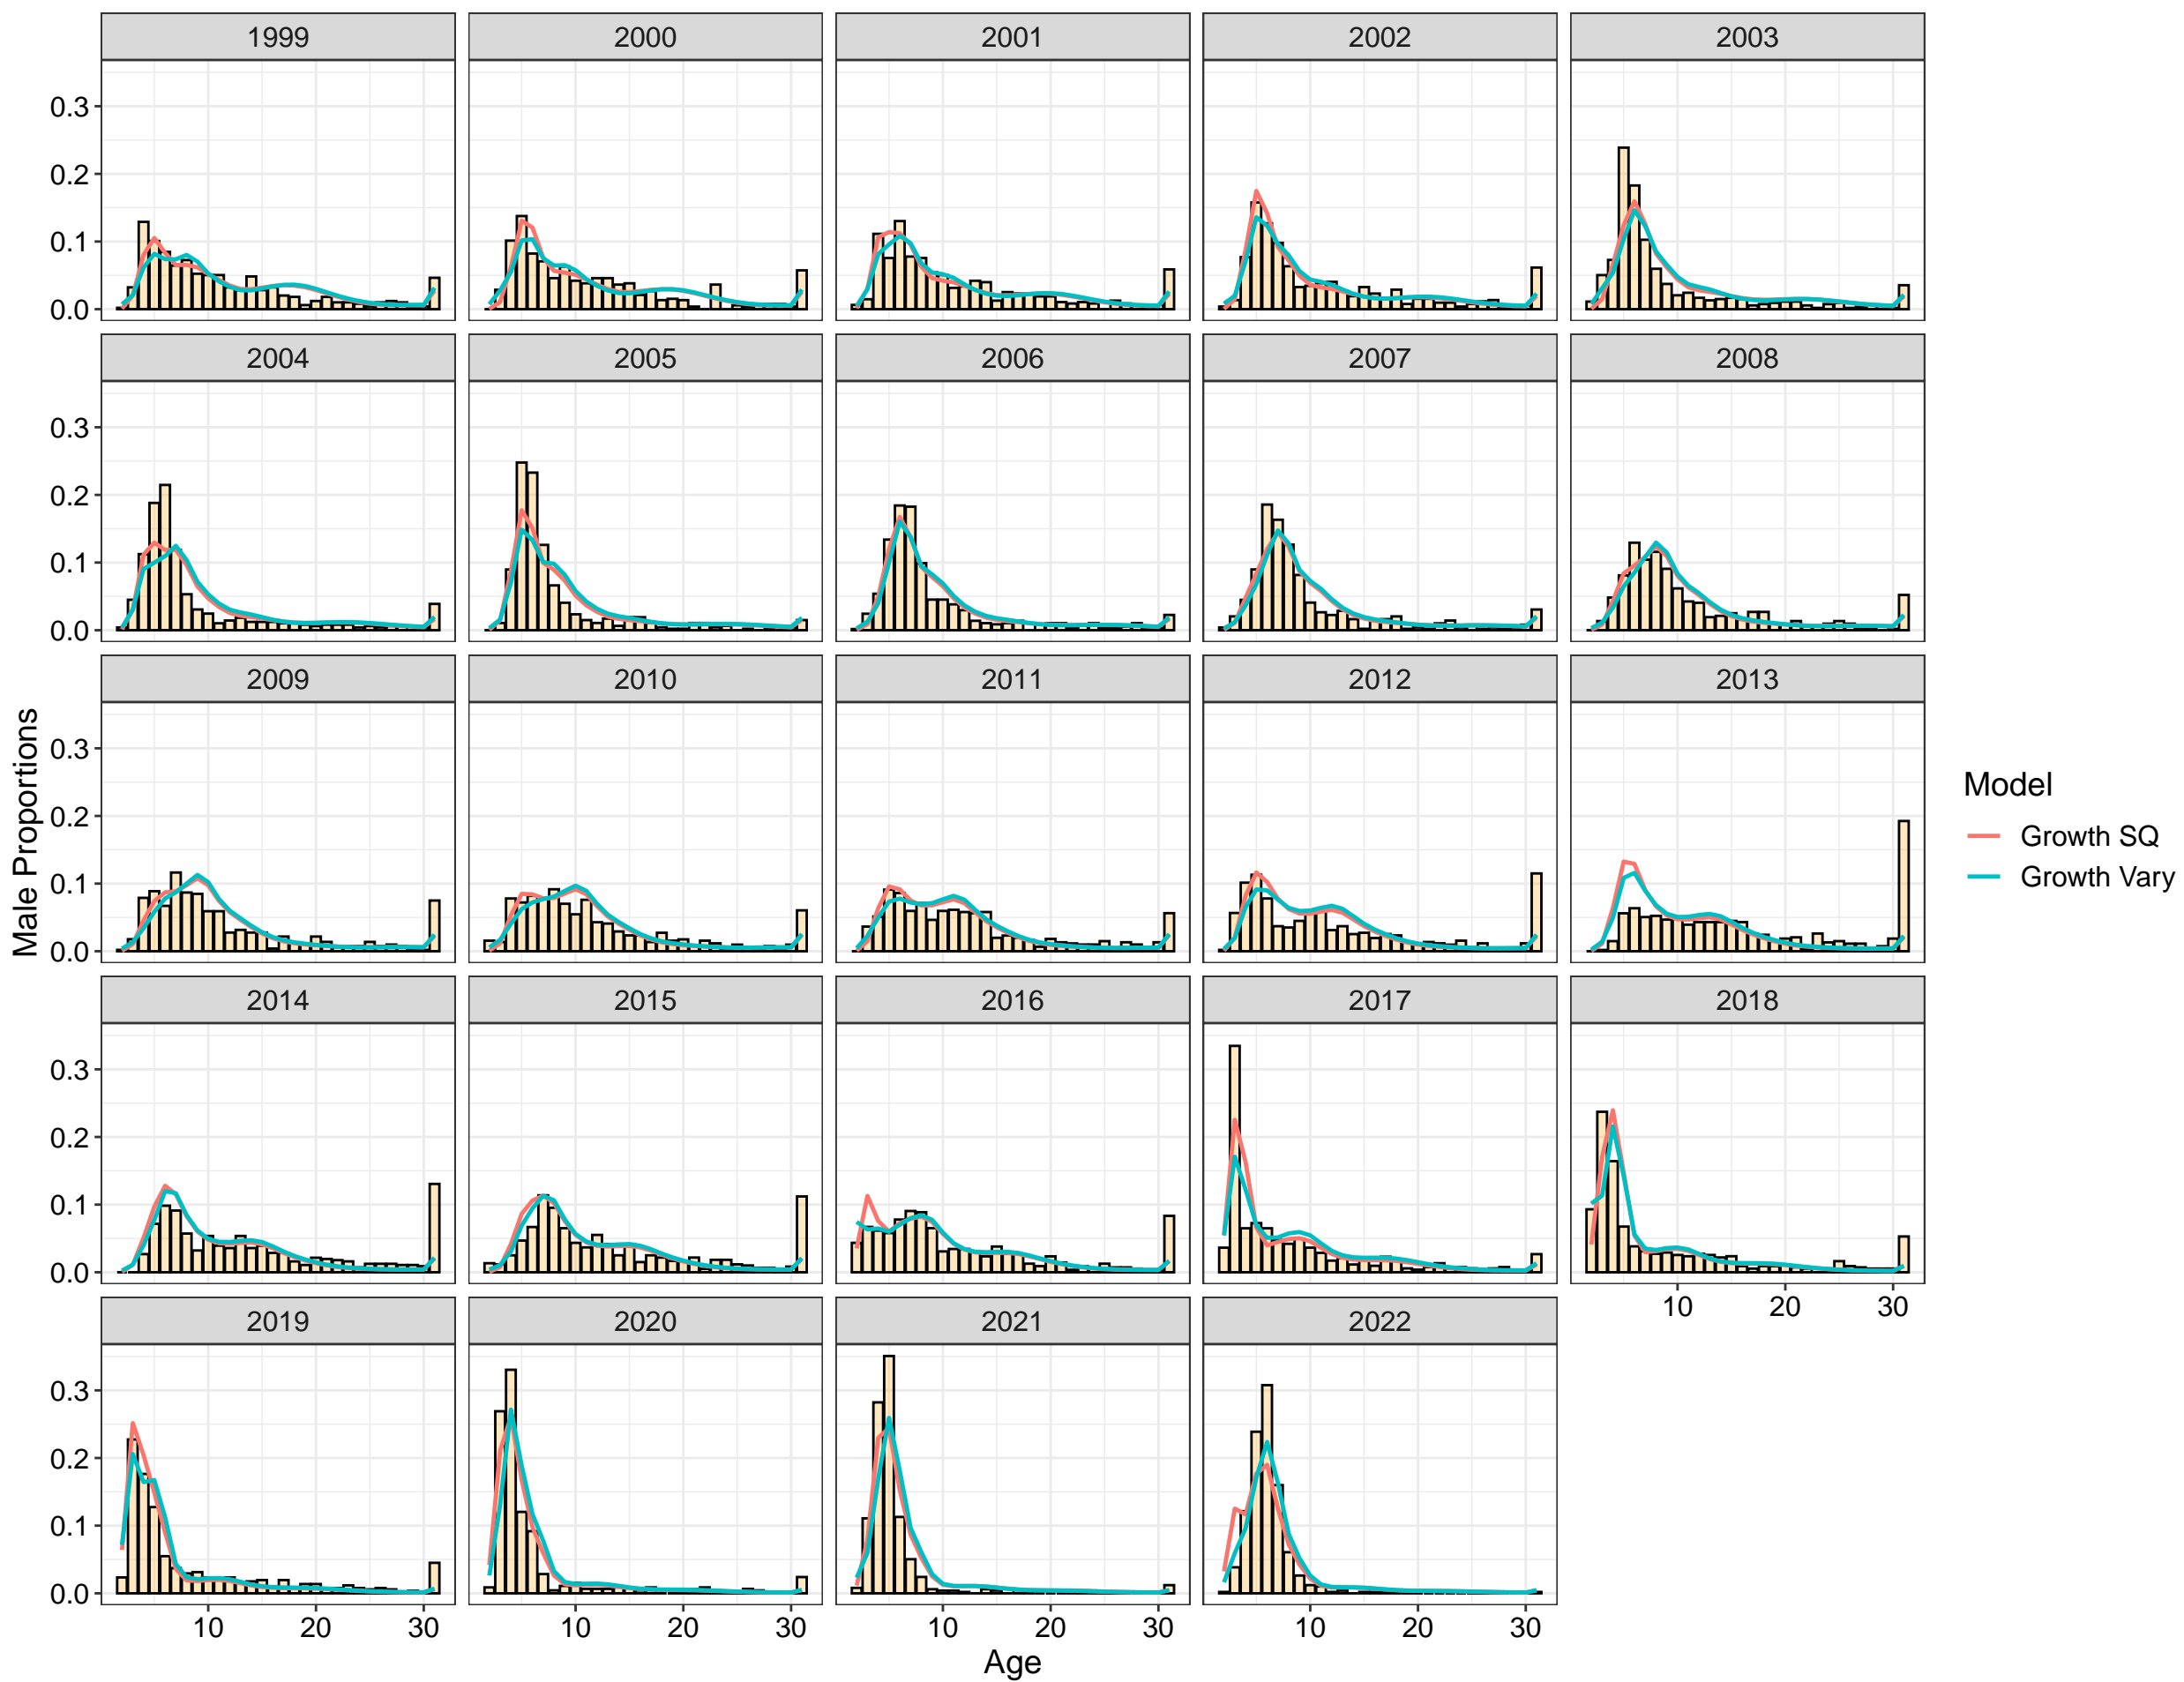 1999 2000 2001 2002 2003
0.3
0.2
0.1
0.0
2004 2005 2006 2007 2008
0.3
0.2
0.1
0.0
2009 2010 2011 2012 2013
0.3
0.2
0.1
0.0
Male Proportions
Model
Growth SQ
Growth Vary
2014 2015 2016 2017 2018
0.3
0.2
0.1
0.0
10 20 30
2019 2020 2021 2022
0.3
0.2
0.1
0.0
10 20 30 10 20 30 10 20 30 10 20 30
Age